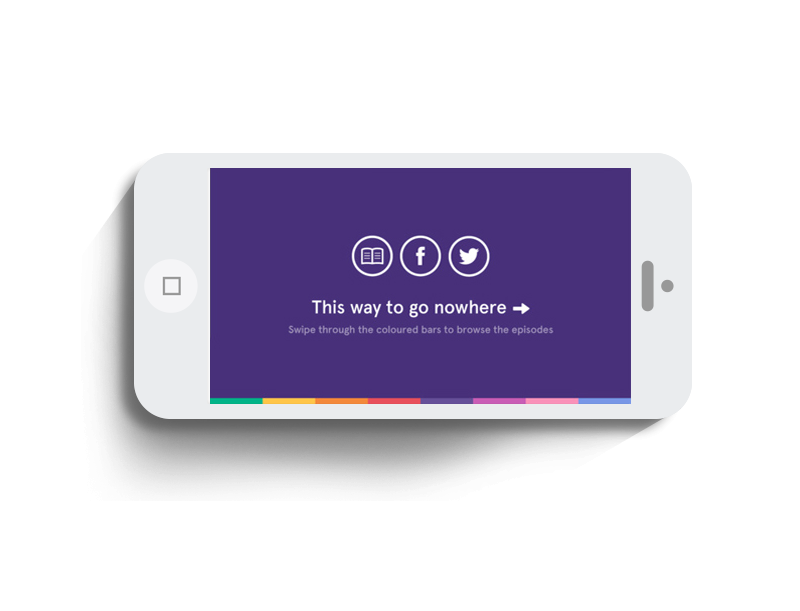 This way to go nowhere →
Swipe through the coloured bars to browse the episodes